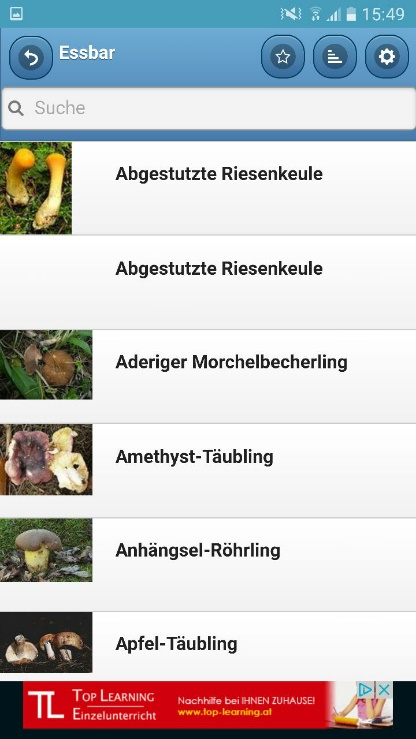 15:49
Essbar
Suche
Abgestutzte Riesenkeule
Abgestutzte Riesenkeule
Aderiger Morchelbecherling
Amethyst-Täubling
Anhängsel-Röhrling
Apfel-Täubling
TL TOP LEARNING
Einzelunterricht
Nachhilfe bei IHNEN ZUHAUSE!
www.top-learning.at